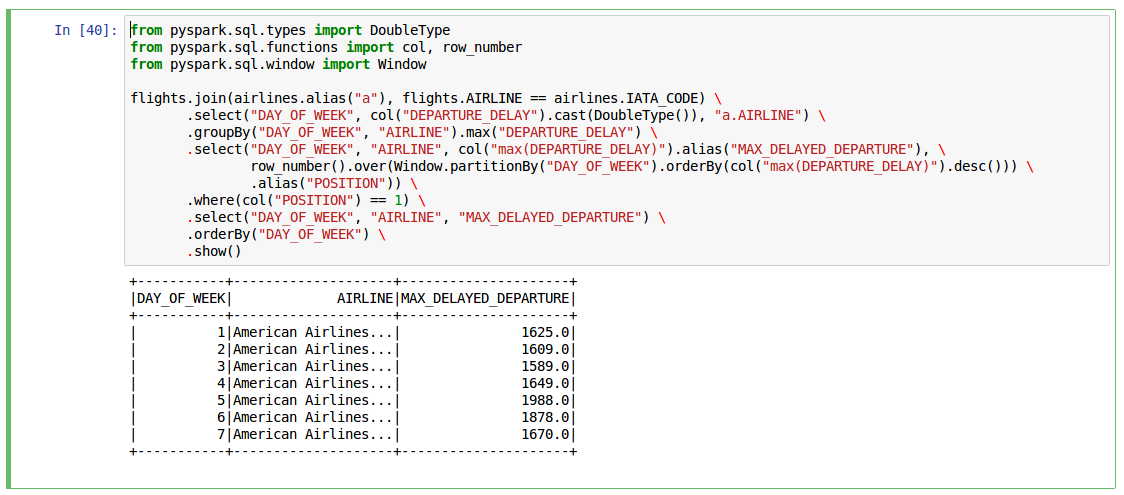 In [40]: from pyspark.sql.types import DoubleType
from pyspark.sql.functions import col, row_number
from pyspark.sql.window import Window
flights.join(airlines.alias("a"), flights.AIRLINE == airlines.IATA_CODE) \
.select("DAY_OF_WEEK", col("DEPARTURE_DELAY").cast(DoubleType()), "a.AIRLINE") \
.groupBy("DAY_OF_WEEK", "AIRLINE").max("DEPARTURE_DELAY") \
.select("DAY_OF_WEEK", "AIRLINE", col("max(DEPARTURE_DELAY)").alias("MAX_DELAYED_DEPARTURE"), \
row_number().over(Window.partitionBy("DAY_OF_WEEK").orderBy(col("max(DEPARTURE_DELAY)").desc())) \
.alias("POSITION")) \
.where(col("POSITION") == 1) \
.select("DAY_OF_WEEK", "AIRLINE", "MAX_DELAYED_DEPARTURE") \
.orderBy("DAY_OF_WEEK") \
.show()
+-----------+--------------------+---------------------+
|DAY_OF_WEEK|             AIRLINE|MAX_DELAYED_DEPARTURE|
+-----------+--------------------+---------------------+
|          1|American Airlines...|               1625.0|
|          2|American Airlines...|               1609.0|
|          3|American Airlines...|               1589.0|
|          4|American Airlines...|               1649.0|
|          5|American Airlines...|               1988.0|
|          6|American Airlines...|               1878.0|
|          7|American Airlines...|               1670.0|
+-----------+--------------------+---------------------+